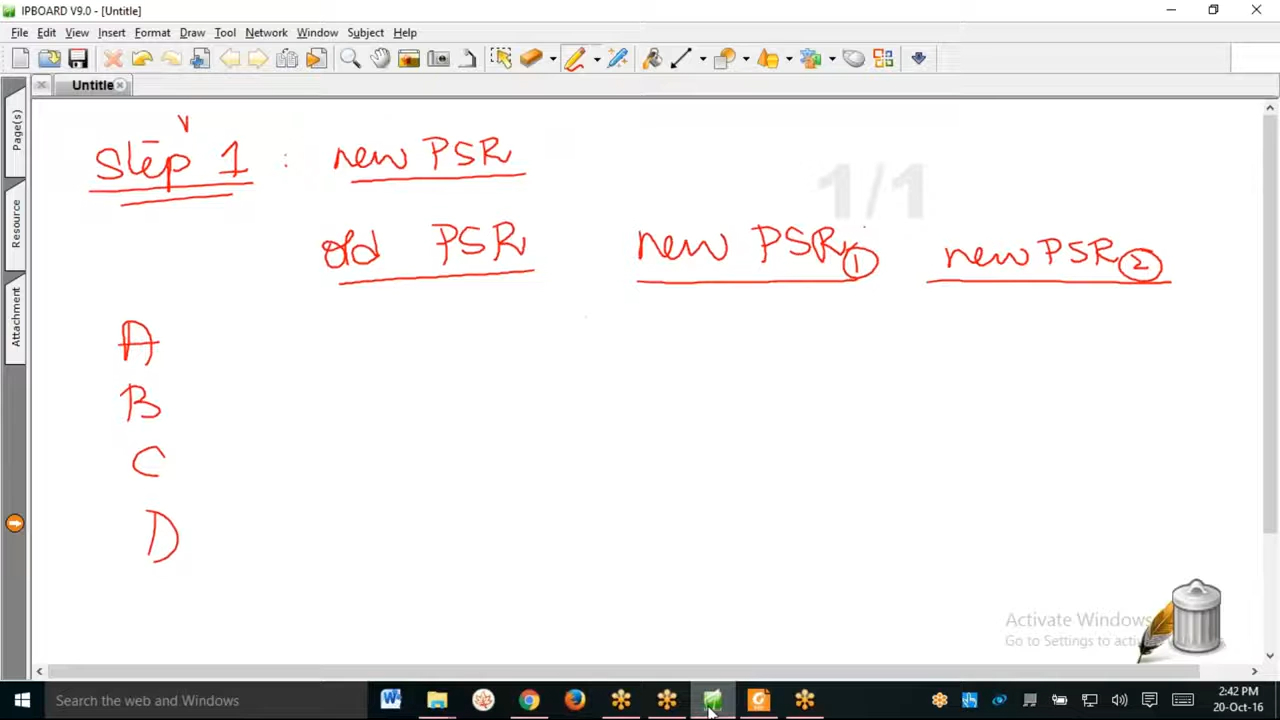 IPBOARD V9.0 - [Untitle]
File Edit View Insert Format Draw Tool Network Window Subject Help
Untitle
Page(s)
Resource
Attachment
Step 1 : new PSR
1/1
old PSR new PSR 1 new PSR 2
A
B
C
D
Activate Windows
Go to Settings to activ
Search the web and Windows
2:42 PM
20-Oct-16